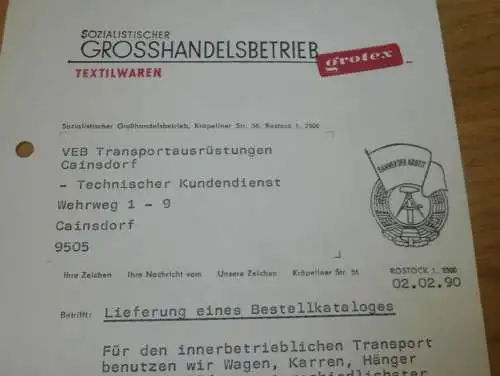 SOZIALISTISCHER
GROSSHANDELSBETRIEB
grotex
TEXTILWAREN
Sozialistischer Großhandelsbetrieb, Kröpeliner Str. 56, Rostock 1, 2500
VEB Transportausrüstungen
Cainsdorf
- Technischer Kundendienst
Wehrweg 1 - 9
Cainsdorf
9505
BANNER DER ARBEIT
Ihre Zeichen Ihre Nachricht vom Unsere Zeichen Kröpeliner Str. 56 ROSTOCK 1, 2500
02.02.90
Betrifft: Lieferung eines Bestellkataloges
Für den innerbetrieblichen Transport
benutzen wir Wagen, Karren, Hänger